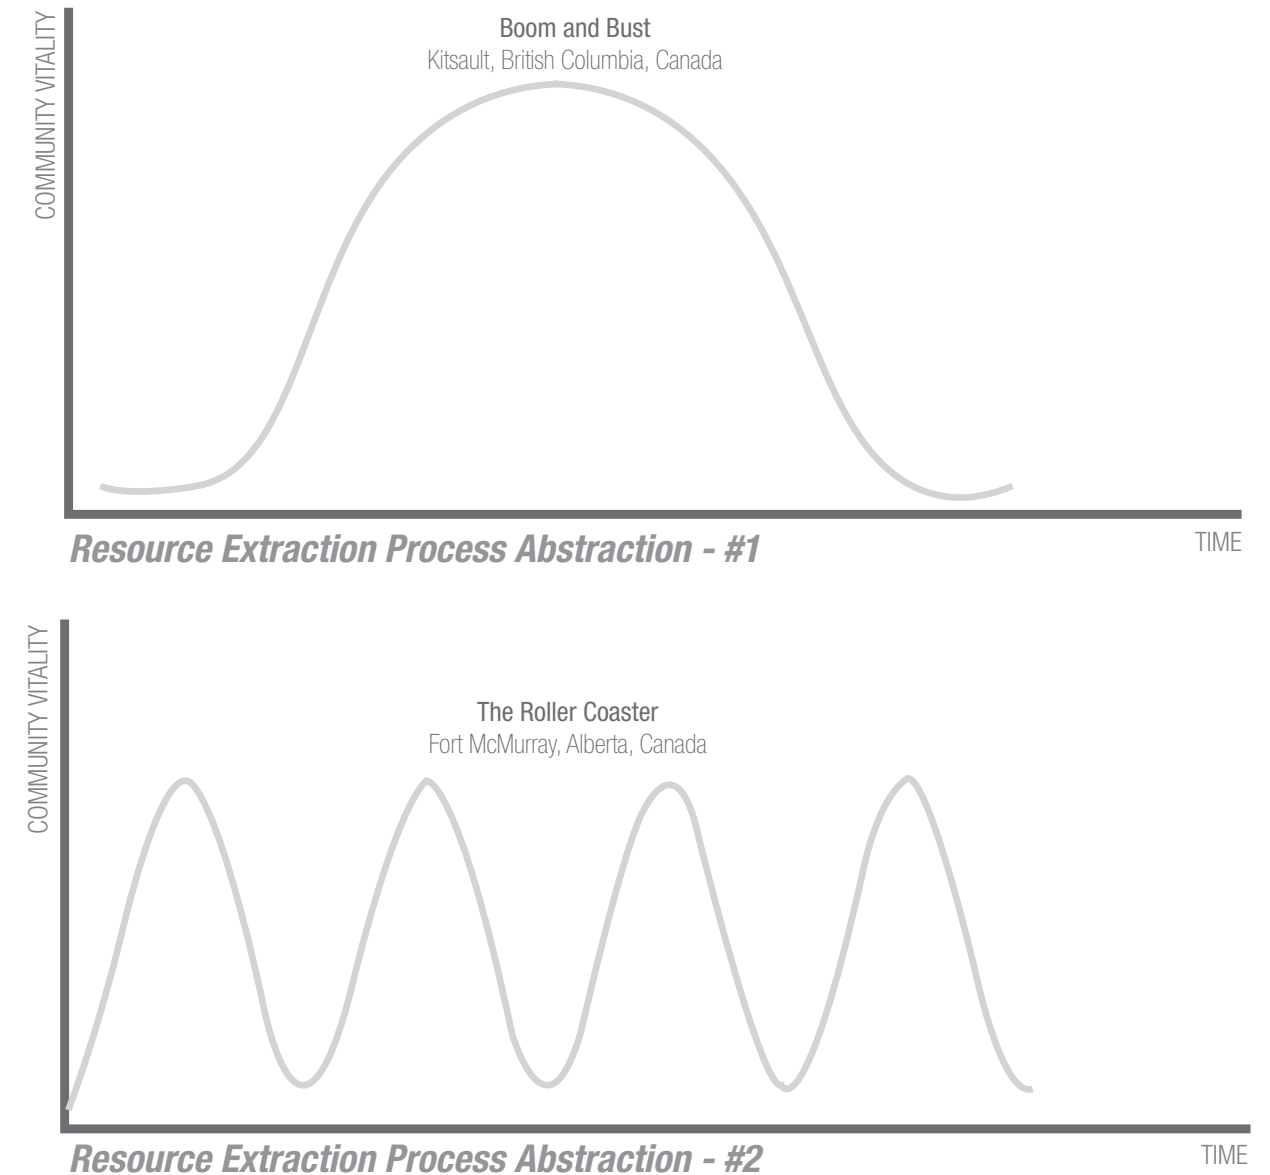 Boom and Bust
Kitsault, British Columbia, Canada
COMMUNITY VITALITY
TIME
Resource Extraction Process Abstraction - #1
COMMUNITY VITALITY
The Roller Coaster
Fort McMurray, Alberta, Canada
TIME
Resource Extraction Process Abstraction - #2